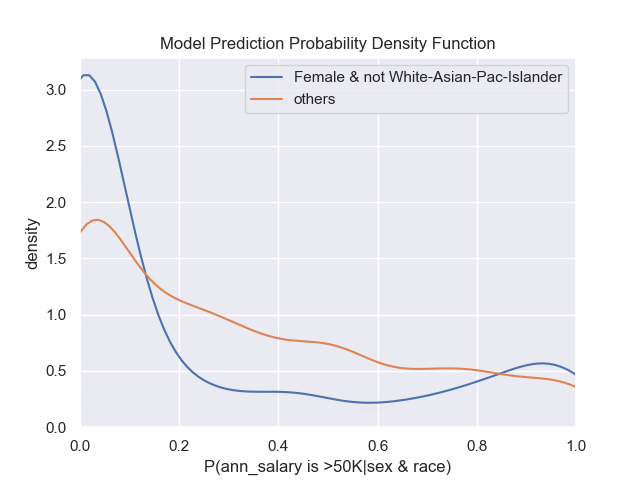 Model Prediction Probability Density Function
Female & not White-Asian-Pac-Islander
others
density
3.0
2.5
2.0
1.5
1.0
0.5
0.0
0.0 0.2 0.4 0.6 0.8 1.0
P(ann_salary is >50K|sex & race)